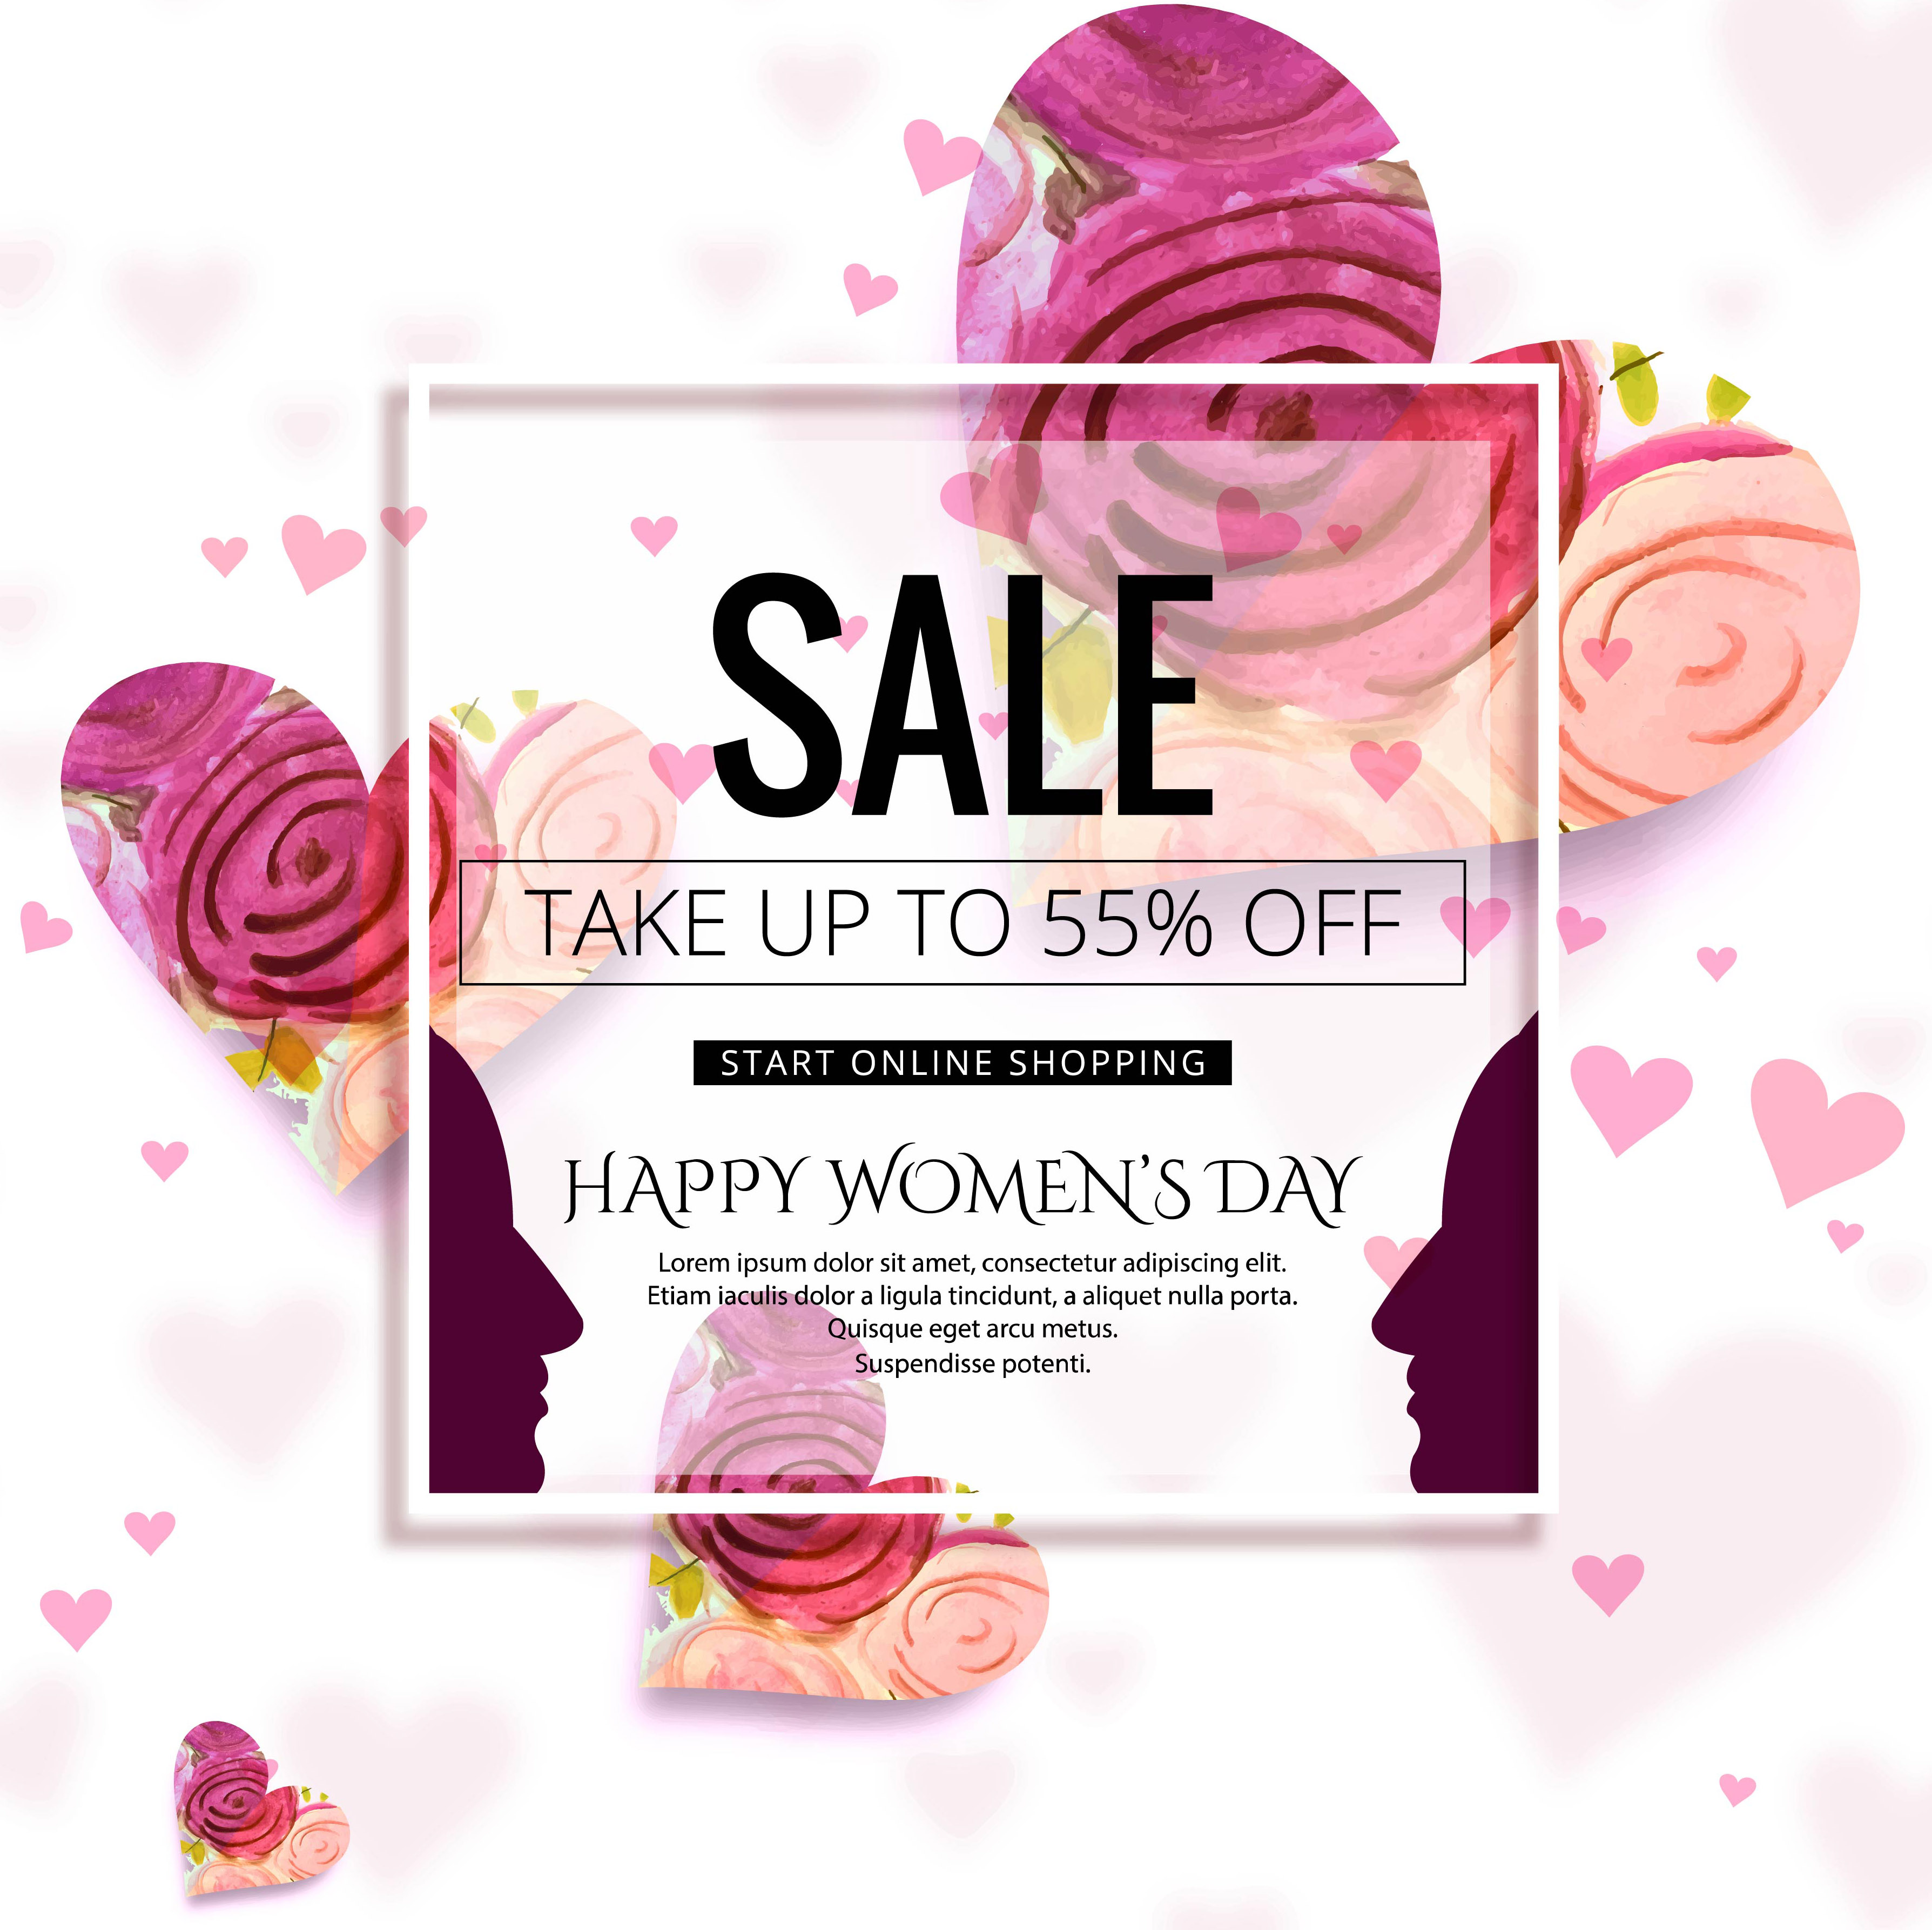 SALE
TAKE UP TO 55% OFF
START ONLINE SHOPPING
HAPPY WOMEN’S DAY
Lorem ipsum dolor sit amet, consectetur adipiscing elit.
Etiam iaculis dolor a ligula tincidunt, a aliquet nulla porta.
Quisque eget arcu metus.
Suspendisse potenti.